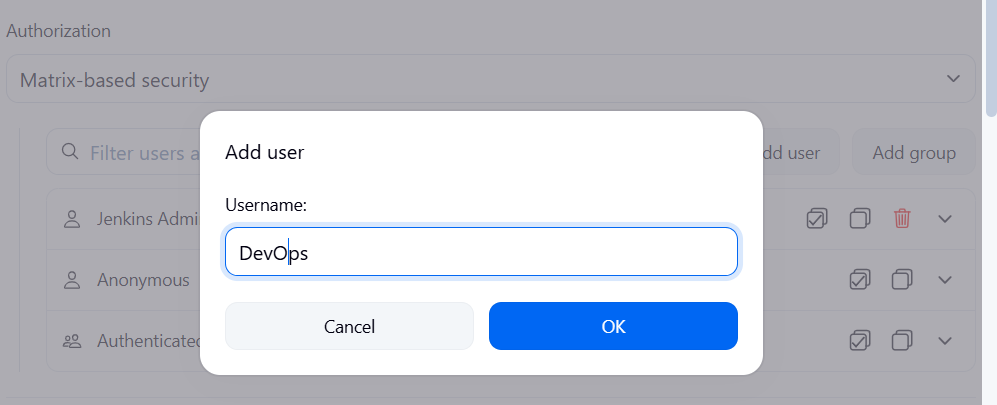 Authorization
Matrix-based security
Add user
Filter users a
dd user
Add group
Username:
Jenkins Admi
DevOps
Anonymous
Cancel
OK
Authenticated